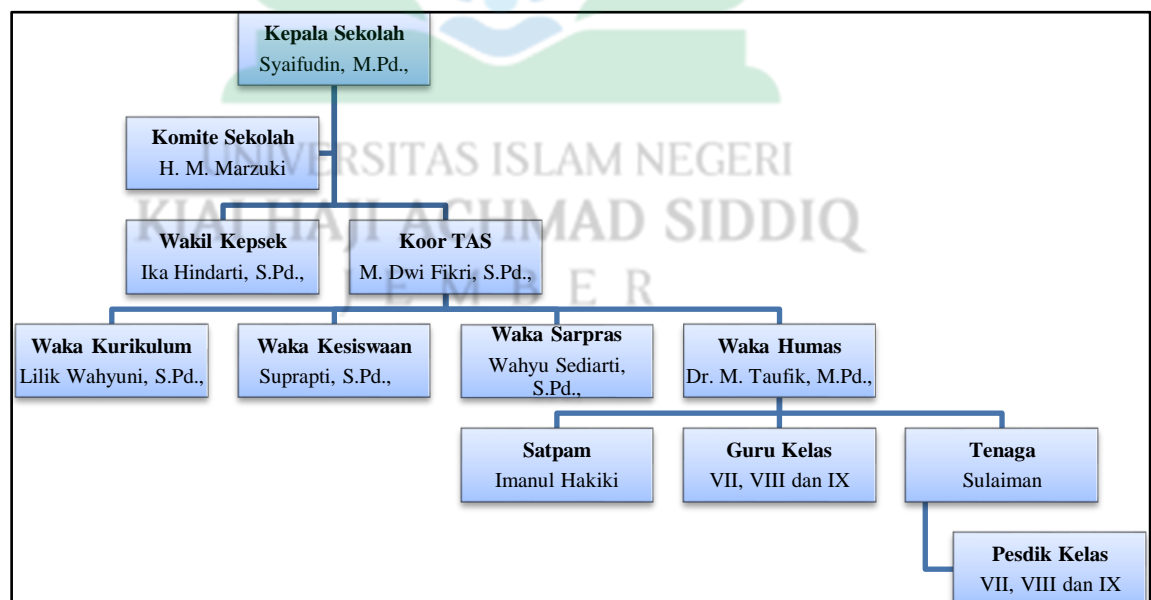 Kepala Sekolah
Syaifudin, M.Pd.,
Komite Sekolah
H. M. Marzuki
UNIVERSITAS ISLAM NEGERI
KIAI HAJI ACHMAD SIDDIQ
JEMBER
Wakil Kepsek
Ika Hindarti, S.Pd.,
Koor TAS
M. Dwi Fikri, S.Pd.,
Waka Kurikulum
Lilik Wahyuni, S.Pd.,
Waka Kesiswaan
Suprapti, S.Pd.,
Waka Sarpras
Wahyu Sediarti,
S.Pd.,
Waka Humas
Dr. M. Taufik, M.Pd.,
Satpam
Imanul Hakiki
Guru Kelas
VII, VIII dan IX
Tenaga
Sulaiman
Pesdik Kelas
VII, VIII dan IX